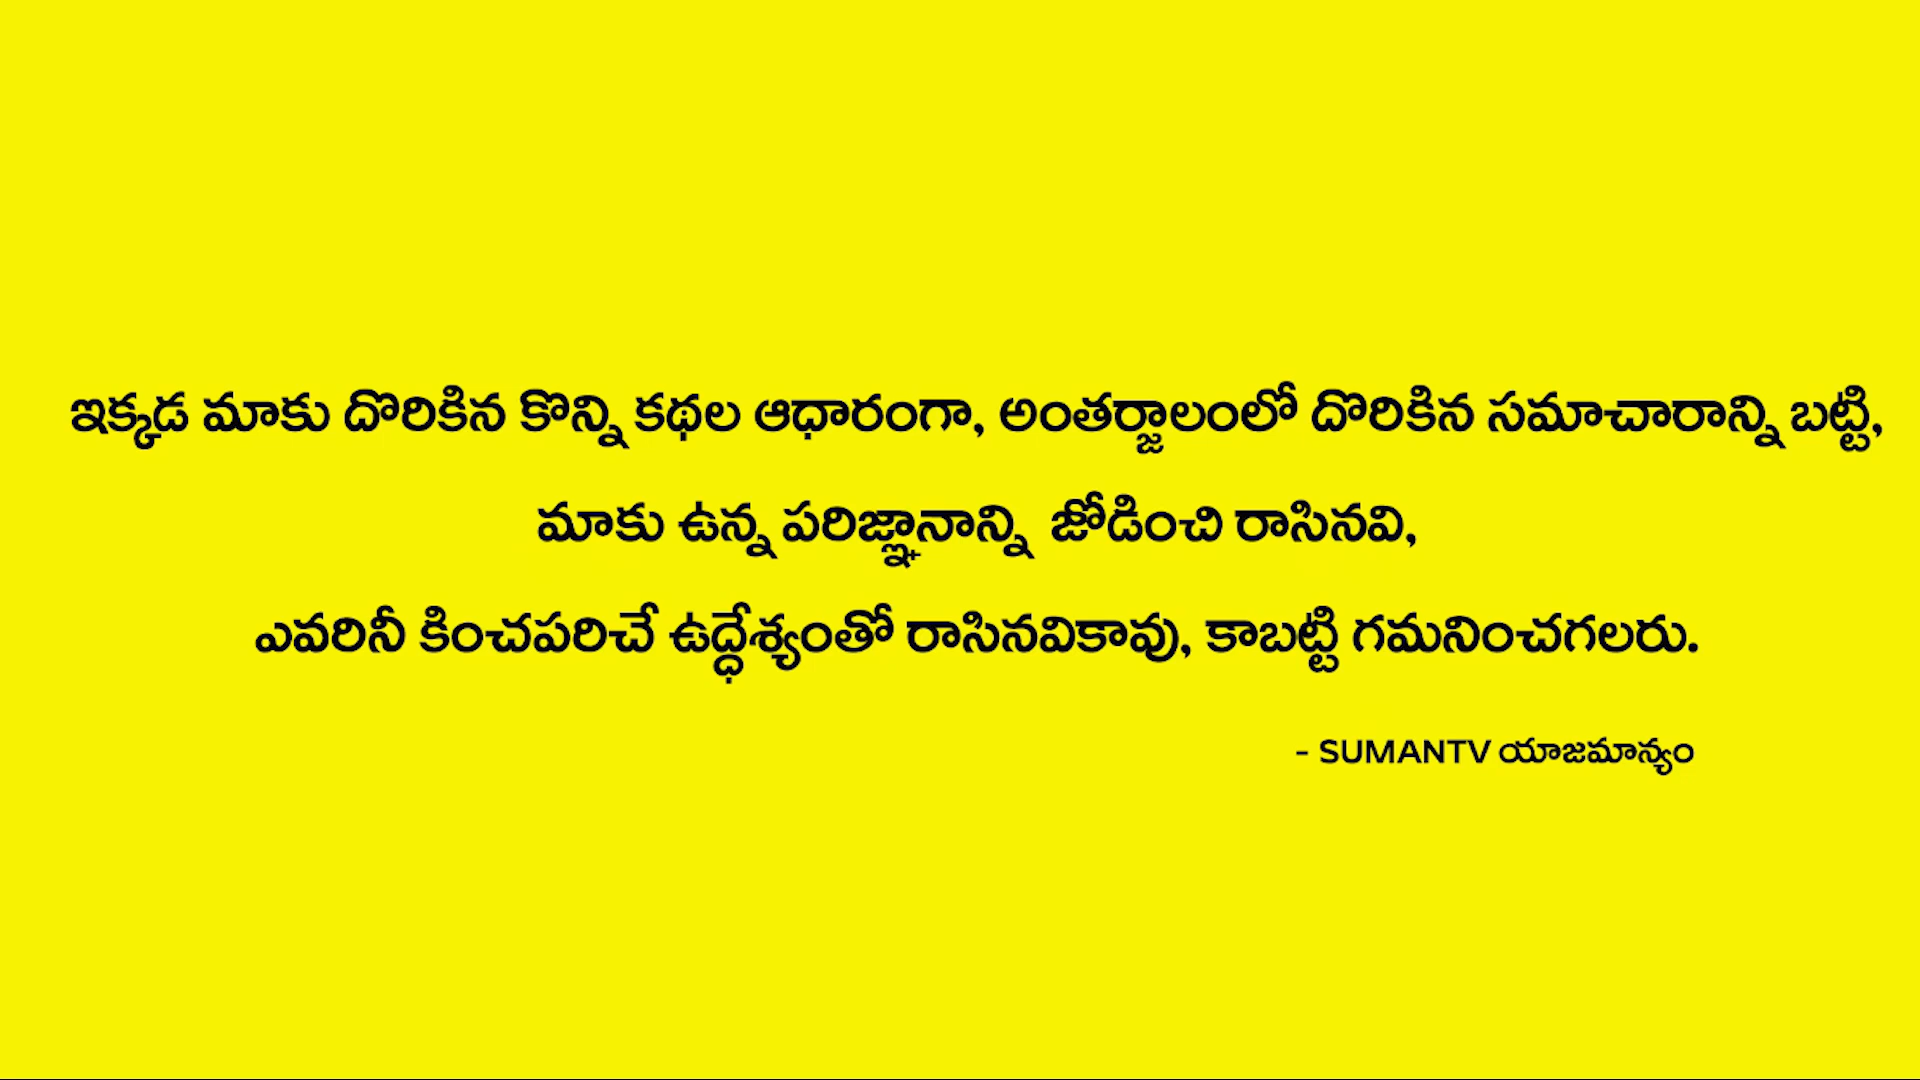 ఇక్కడ మాకు దొరికిన కొన్ని కథల ఆధారంగా, అంతర్జాలంలో దొరికిన సమాచారాన్ని బట్టి,
మాకు ఉన్న పరిజ్ఞానాన్ని జోడించి రాసినవి,
ఎవరినీ కించపరిచే ఉద్ధేశ్యంతో రాసినవికావు, కాబట్టి గమనించగలరు.
- SUMANTV యాజమాన్యం